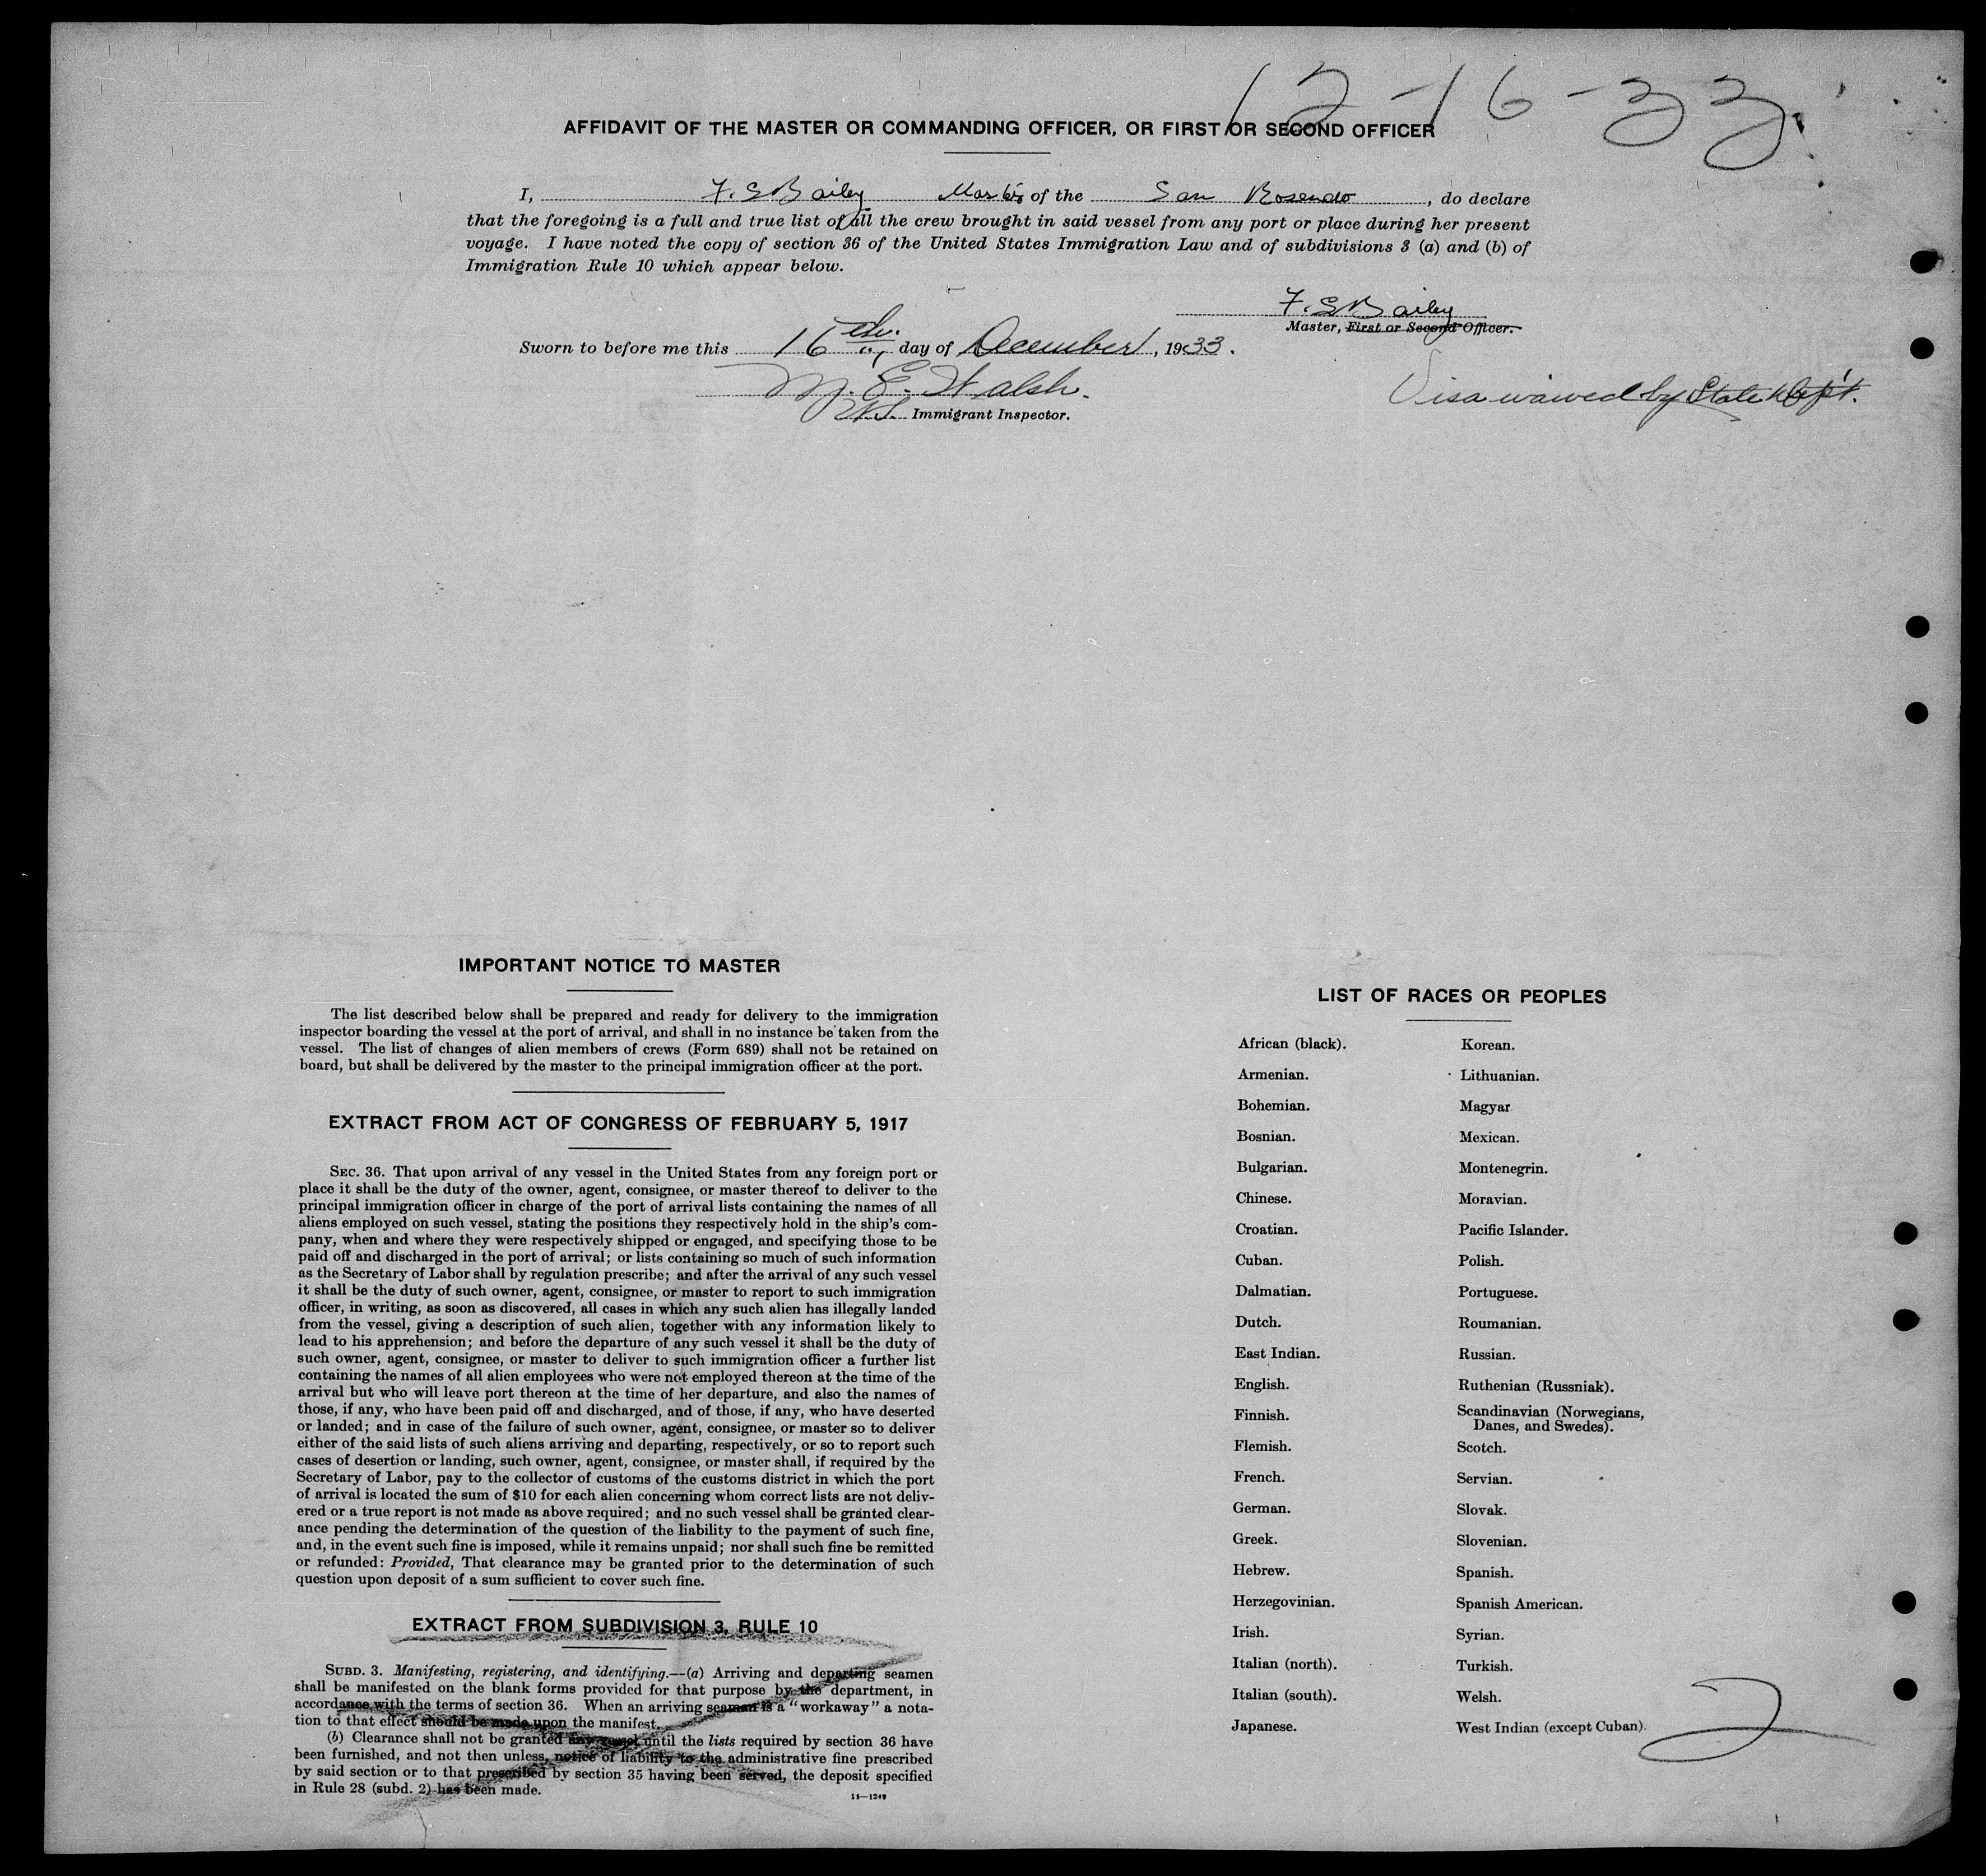 12-16-33
AFFIDAVIT OF THE MASTER OR COMMANDING OFFICER, OR FIRST OR SECOND OFFICER
I, F. S Bailey Master of the San Rosendo, do declare
that the foregoing is a full and true list of all the crew brought in said vessel from any port or place during her present
voyage. I have noted the copy of section 36 of the United States Immigration Law and of subdivisions 3 (a) and (b) of
Immigration Rule 10 which appear below.
F. S Bailey
Master, First or Second Officer.
Sworn to before me this 16th day of December, 1933.
M. E. Walsh.
U.S. Immigrant Inspector.
Visa waived by State Dep't.
IMPORTANT NOTICE TO MASTER
The list described below shall be prepared and ready for delivery to the immigration
inspector boarding the vessel at the port of arrival, and shall in no instance be taken from the
vessel. The list of changes of alien members of crews (Form 689) shall not be retained on
board, but shall be delivered by the master to the principal immigration officer at the port.
EXTRACT FROM ACT OF CONGRESS OF FEBRUARY 5, 1917
SEC. 36. That upon arrival of any vessel in the United States from any foreign port or
place it shall be the duty of the owner, agent, consignee, or master thereof to deliver to the
principal immigration officer in charge of the port of arrival lists containing the names of all
aliens employed on such vessel, stating the positions they respectively hold in the ship's com-
pany, when and where they were respectively shipped or engaged, and specifying those to be
paid off and discharged in the port of arrival; or lists containing so much of such information
as the Secretary of Labor shall by regulation prescribe; and after the arrival of any such vessel
it shall be the duty of such owner, agent, consignee, or master to report to such immigration
officer, in writing, as soon as discovered, all cases in which any such alien has illegally landed
from the vessel, giving a description of such alien, together with any information likely to
lead to his apprehension; and before the departure of any such vessel it shall be the duty of
such owner, agent, consignee, or master to deliver to such immigration officer a further list
containing the names of all alien employees who were not employed thereon at the time of the
arrival but who will leave port thereon at the time of her departure, and also the names of
those, if any, who have been paid off and discharged, and of those, if any, who have deserted
or landed; and in case of the failure of such owner, agent, consignee, or master so to deliver
either of the said lists of such aliens arriving and departing, respectively, or so to report such
cases of desertion or landing, such owner, agent, consignee, or master shall, if required by the
Secretary of Labor, pay to the collector of customs of the customs district in which the port
of arrival is located the sum of $10 for each alien concerning whom correct lists are not deliv-
ered or a true report is not made as above required; and no such vessel shall be granted clear-
ance pending the determination of the question of the liability to the payment of such fine,
and, in the event such fine is imposed, while it remains unpaid; nor shall such fine be remitted
or refunded: Provided, That clearance may be granted prior to the determination of such
question upon deposit of a sum sufficient to cover such fine.
EXTRACT FROM SUBDIVISION 3, RULE 10
SUBD. 3. Manifesting, registering, and identifying.—(a) Arriving and departing seamen
shall be manifested on the blank forms provided for that purpose by the department, in
accordance with the terms of section 36. When an arriving seaman is a "workaway" a nota-
tion to that effect should be made upon the manifest.
(b) Clearance shall not be granted any vessel until the lists required by section 36 have
been furnished, and not then unless, notice of liability to the administrative fine prescribed
by said section or to that prescribed by section 35 having been served, the deposit specified
in Rule 28 (subd. 2) has been made.
14—1249
LIST OF RACES OR PEOPLES
African (black).
Armenian.
Bohemian.
Bosnian.
Bulgarian.
Chinese.
Croatian.
Cuban.
Dalmatian.
Dutch.
East Indian.
English.
Finnish.
Flemish.
French.
German.
Greek.
Hebrew.
Herzegovinian.
Irish.
Italian (north).
Italian (south).
Japanese.
Korean.
Lithuanian.
Magyar
Mexican.
Montenegrin.
Moravian.
Pacific Islander.
Polish.
Portuguese.
Roumanian.
Russian.
Ruthenian (Russniak).
Scandinavian (Norwegians,
Danes, and Swedes).
Scotch.
Servian.
Slovak.
Slovenian.
Spanish.
Spanish American.
Syrian.
Turkish.
Welsh.
West Indian (except Cuban).
2